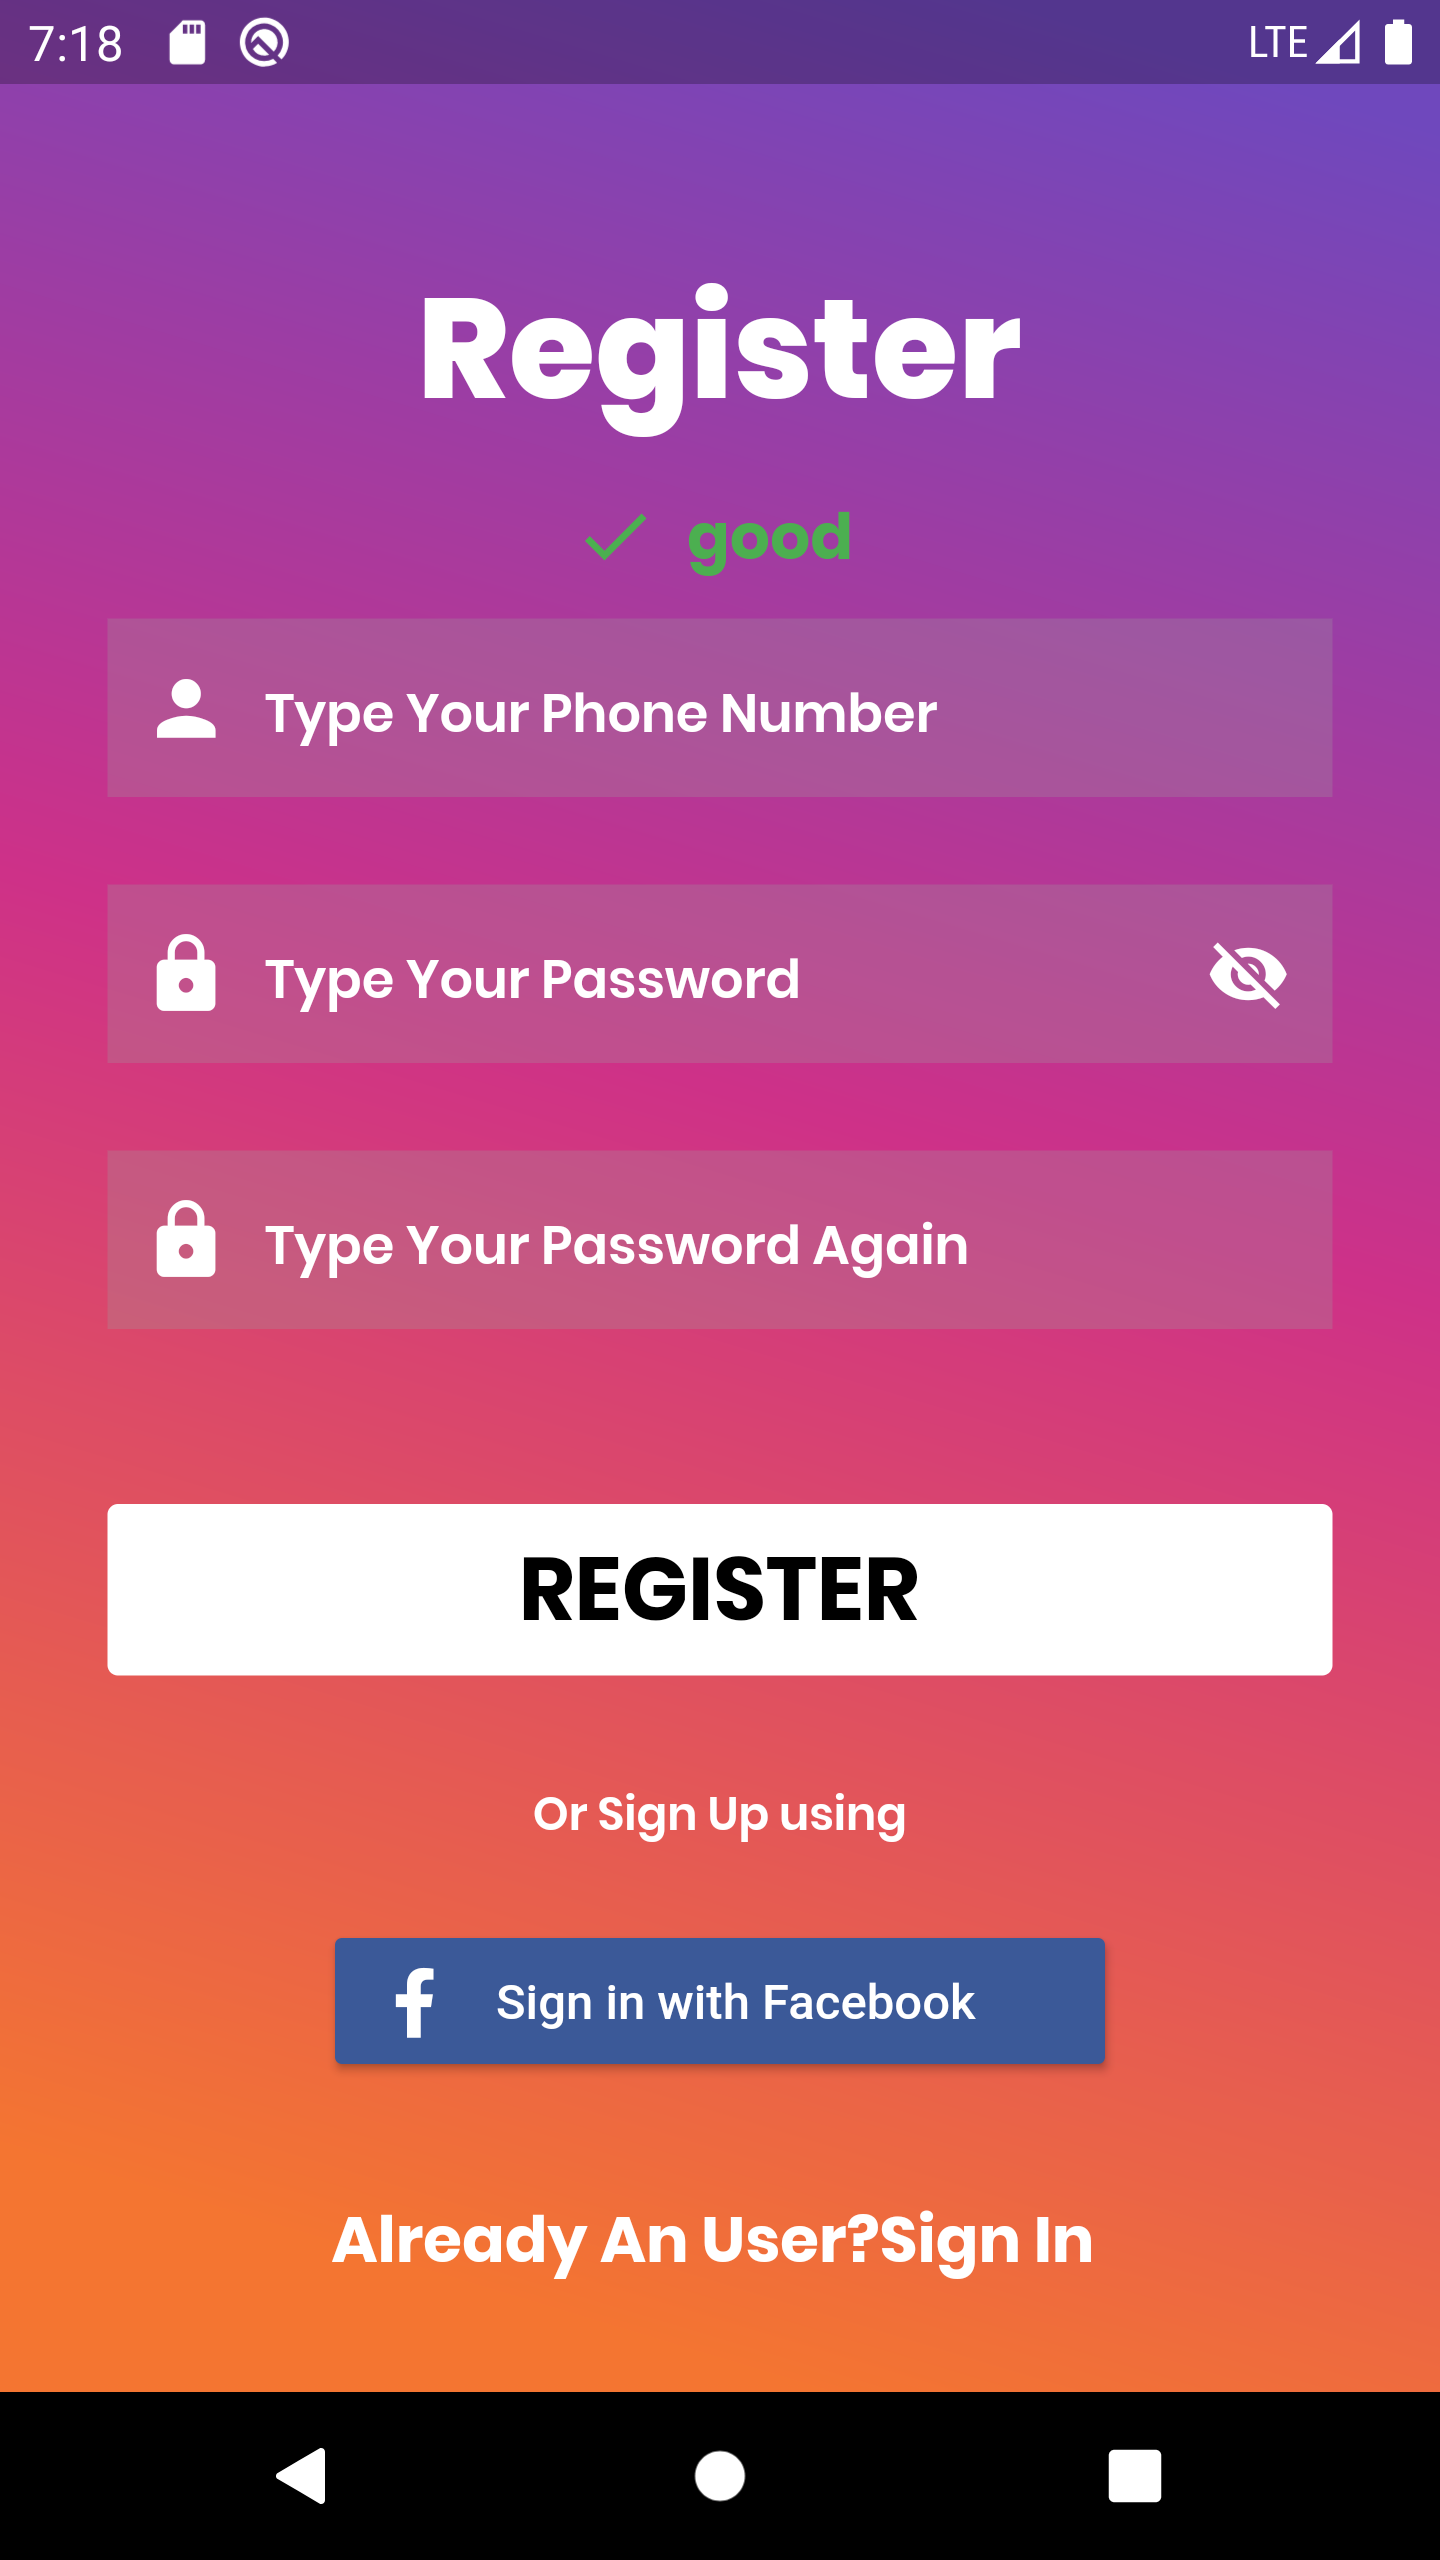 7:18
LTE
Register
good
Type Your Phone Number
Type Your Password
Type Your Password Again
REGISTER
Or Sign Up using
Sign in with Facebook
Already An User?Sign In